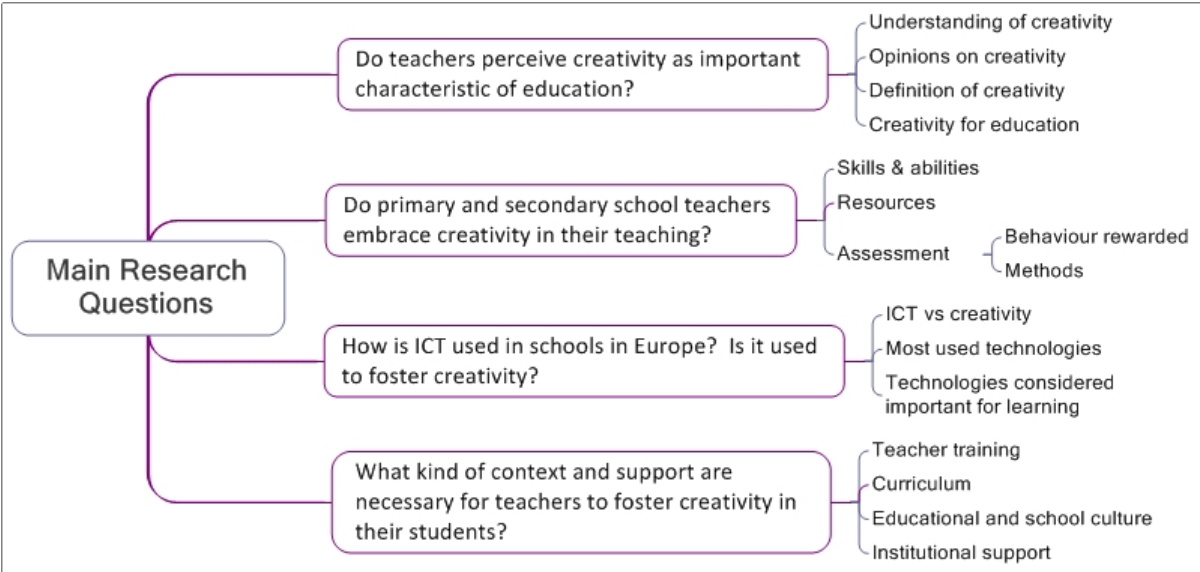 Main Research
Questions
Do teachers perceive creativity as important
characteristic of education?
Understanding of creativity
Opinions on creativity
Definition of creativity
Creativity for education
Do primary and secondary school teachers
embrace creativity in their teaching?
Skills & abilities
Resources
Assessment
Behaviour rewarded
Methods
How is ICT used in schools in Europe?  Is it used
to foster creativity?
ICT vs creativity
Most used technologies
Technologies considered
important for learning
What kind of context and support are
necessary for teachers to foster creativity in
their students?
Teacher training
Curriculum
Educational and school culture
Institutional support